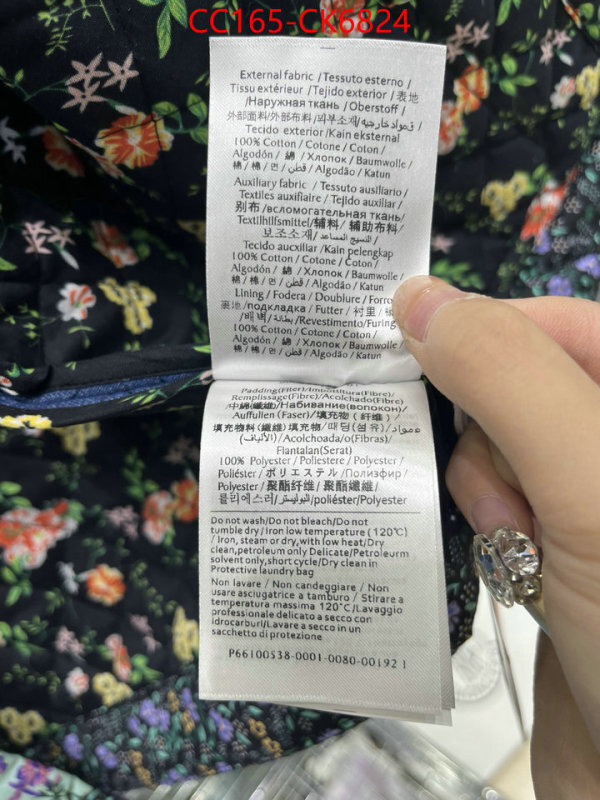 CC165-CK6824
External fabric / Tessuto esterno /
Tissu extérieur / Tejido exterior / 表地
/Наружная ткань / Oberstoff /
外部面料/外部布料/외부소재/قماش خارجية/
Tecido exterior/Kain eksternal
100% Cotton / Cotone / Coton /
Algodón / 綿 / Хлопок / Baumwolle /
棉/ 棉/ 면 / قطن / Algodão / Katun
Auxiliary fabric / Tessuto ausiliario /
Textiles auxifiaire / Tejido auxiliar /
别布/вспомогательная ткань/
Textilhilfsmittel/辅料/ 辅助布料/
보조소재/النسيج المساعد/
Tecido aucxiliar / Kain pelengkap
100% Cotton / Cotone / Coton /
Algodón / 綿 / Хлопок / Baumwolle /
棉/ 棉/ 면 / قطن / Algodão / Katun
Lining / Fodera / Doublure / Forro
裏地/подкладка / Futter / 衬里/
/배벽/بطانة/Revestimento/Furing
100% Cotton / Cotone / Coton /
Algodón / 綿 / Хлопок / Baumwolle /
棉/ 棉/ 면 / قطن / Algodão / Katun
Padding(Fiter)/Imbottitura(Fibre)/
Remplissage(Fibre)/Acolchado(Fibre)
中綿(繊維)/Набивание(волокон)/
Auffullen (Faser)/填充物 ( 纤维 ) /
填充物料(纖維)填充物/패딩(섬유)/
(الألياف)/Acolchoada/o(Fibras)/
Flantalan(Serat)
100% Polyester / Poliestere / Polyester /
Poliéster / ポリエステル /Полиэфир /
Polyester / 聚酯纤维/ 聚酯纖維/
폴리에스터/البوليستر/poliéster/Polyester
Do not wash/Do not bleach/Do not
tumble dry / Iron low temperature (120℃)
/ Iron, steam or dry,with low heat/Dry
clean,petroleum only Delicate/Petroleurm
solvent only,short cycle/Dry clean in
Protective laundry bag
Non lavare / Non candeggiare / Non
usare asciugatrice a tamburo / Stirare a
temperatura massima 120℃/Lavaggio
professionale delicato a secco con
idrocarburi/Lavare a secco in un
sacchetto di protezione
P66100538-0001-0080-00192 1